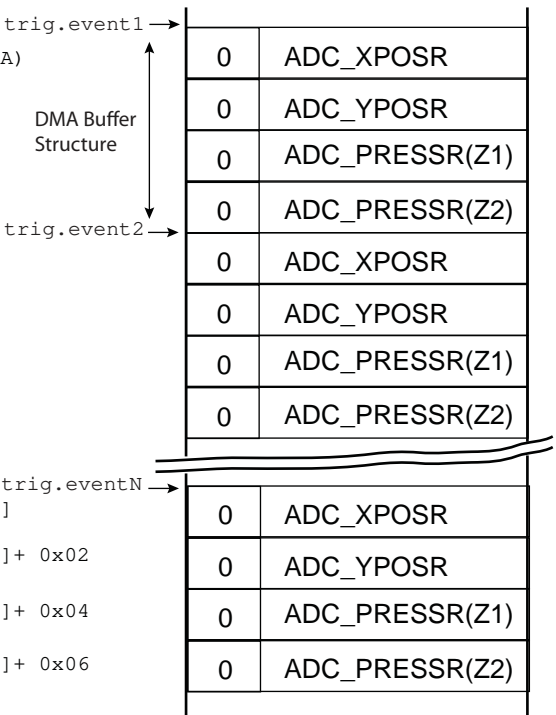 trig.event1
A)
0 ADC_XPOSR
DMA Buffer
Structure
0 ADC_YPOSR
0 ADC_PRESSR(Z1)
0 ADC_PRESSR(Z2)
trig.event2
0 ADC_XPOSR
0 ADC_YPOSR
0 ADC_PRESSR(Z1)
0 ADC_PRESSR(Z2)
trig.eventN
]
0 ADC_XPOSR
]+ 0x02
0 ADC_YPOSR
]+ 0x04
0 ADC_PRESSR(Z1)
]+ 0x06
0 ADC_PRESSR(Z2)